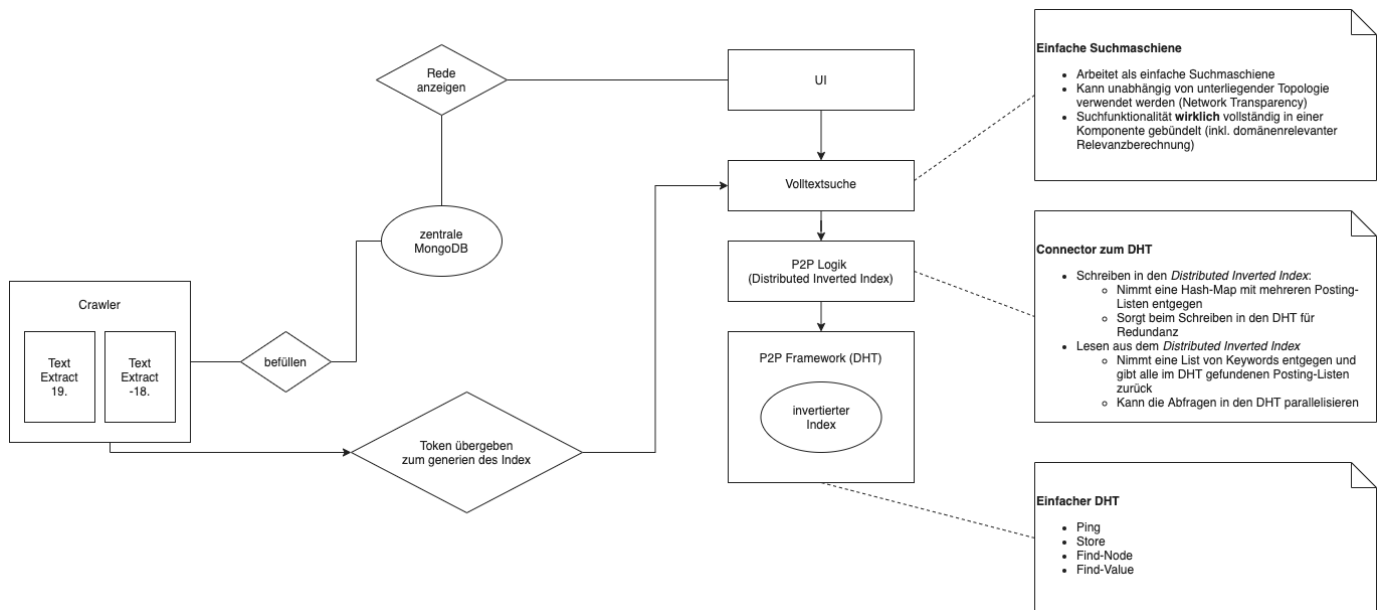 Rede
anzeigen
UI
Volltextsuche
zentrale
MongoDB
P2P Logik
(Distributed Inverted Index)
Crawler
Text
Extract
19.
Text
Extract
-18.
befüllen
P2P Framework (DHT)
invertierter
Index
Token übergeben
zum generien des Index
Einfache Suchmaschiene
• Arbeitet als einfache Suchmaschiene
• Kann unabhängig von unterliegender Topologie
verwendet werden (Network Transparency)
• Suchfunktionalität wirklich vollständig in einer
Komponente gebündelt (inkl. domänenrelevanter
Relevanzberechnung)
Connector zum DHT
• Schreiben in den Distributed Inverted Index:
◦ Nimmt eine Hash-Map mit mehreren Posting-
Listen entgegen
◦ Sorgt beim Schreiben in den DHT für
Redundanz
• Lesen aus dem Distributed Inverted Index
◦ Nimmt eine List von Keywords entgegen und
gibt alle im DHT gefundenen Posting-Listen
zurück
◦ Kann die Abfragen in den DHT parallelisieren
Einfacher DHT
• Ping
• Store
• Find-Node
• Find-Value